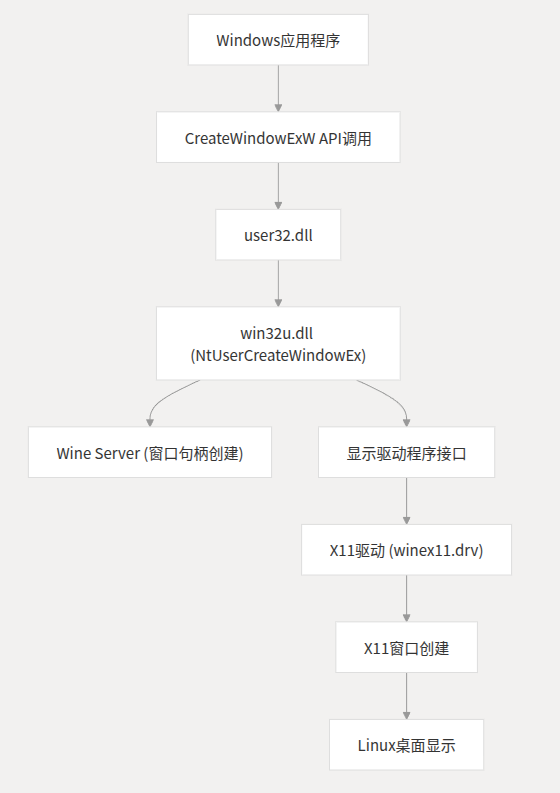 Windows应用程序
CreateWindowExW API调用
user32.dll
win32u.dll
(NtUserCreateWindowEx)
Wine Server (窗口句柄创建)
显示驱动程序接口
X11驱动 (winex11.drv)
X11窗口创建
Linux桌面显示